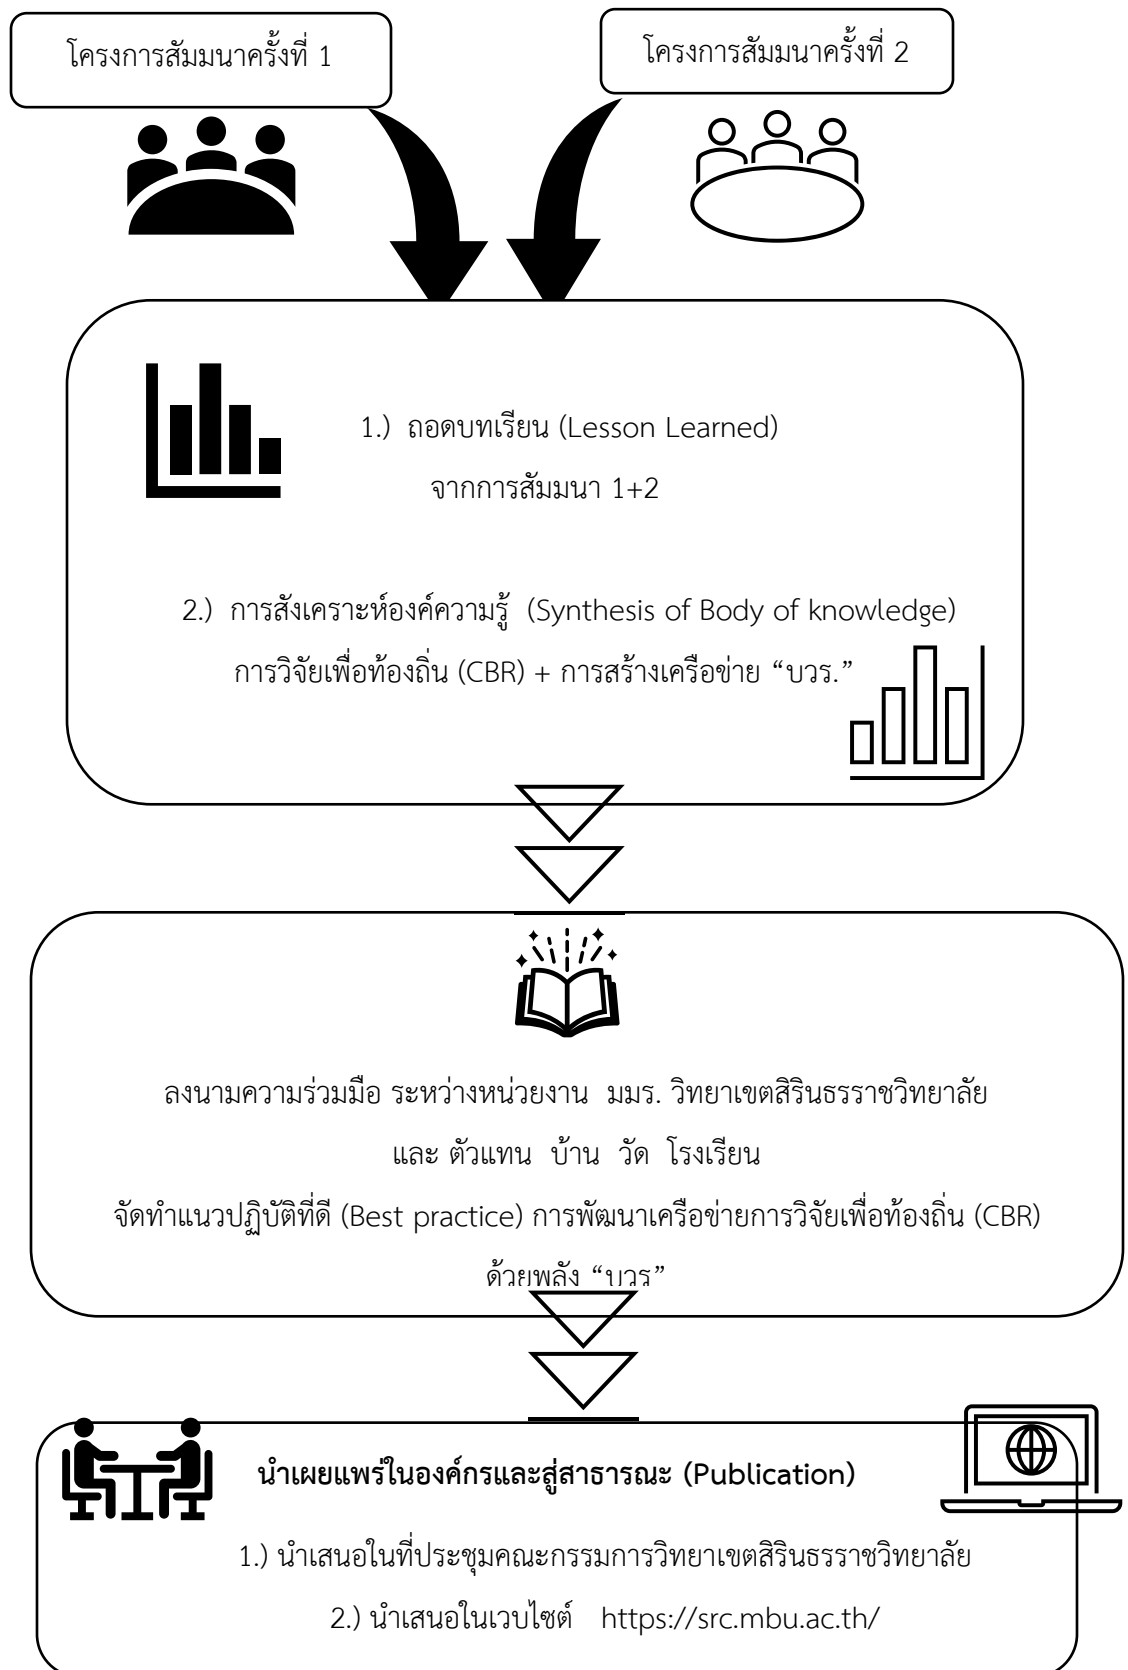 โครงการสัมมนาครั้งที่ 1
โครงการสัมมนาครั้งที่ 2
1.) ถอดบทเรียน (Lesson Learned)
จากการสัมมนา 1+2
2.) การสังเคราะห์องค์ความรู้ (Synthesis of Body of knowledge)
การวิจัยเพื่อท้องถิ่น (CBR) + การสร้างเครือข่าย “บวร.”
ลงนามความร่วมมือ ระหว่างหน่วยงาน มมร. วิทยาเขตสิรินธรราชวิทยาลัย
และ ตัวแทน บ้าน วัด โรงเรียน
จัดทำแนวปฏิบัติที่ดี (Best practice) การพัฒนาเครือข่ายการวิจัยเพื่อท้องถิ่น (CBR)
ด้วยพลัง “บวร”
นำเผยแพร่ในองค์กรและสู่สาธารณะ (Publication)
1.) นำเสนอในที่ประชุมคณะกรรมการวิทยาเขตสิรินธรราชวิทยาลัย
2.) นำเสนอในเวบไซต์ https://src.mbu.ac.th/